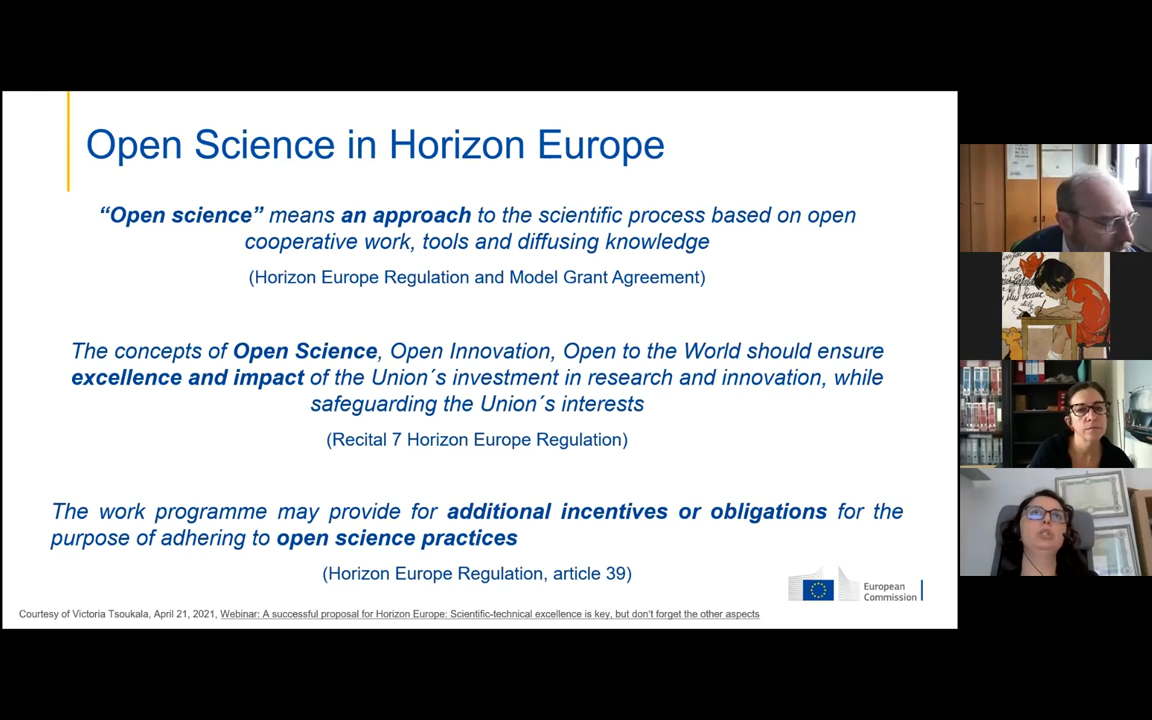 Open Science in Horizon Europe
“Open science” means an approach to the scientific process based on open
cooperative work, tools and diffusing knowledge
(Horizon Europe Regulation and Model Grant Agreement)
The concepts of Open Science, Open Innovation, Open to the World should ensure
excellence and impact of the Union´s investment in research and innovation, while
safeguarding the Union´s interests
(Recital 7 Horizon Europe Regulation)
The work programme may provide for additional incentives or obligations for the
purpose of adhering to open science practices
(Horizon Europe Regulation, article 39)
European
Commission
Courtesy of Victoria Tsoukala, April 21, 2021, Webinar: A successful proposal for Horizon Europe: Scientific-technical excellence is key, but don't forget the other aspects
plus beau